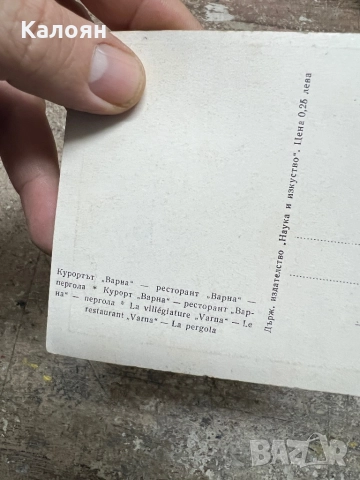 Калоян
Курортът „Варна" — ресторант „Варна" —
пергола * Курорт „Варна" — ресторант „Вар-
на" — пергола * La villégiature „Varna" — Le
restaurant „Varna" — La pergola
Държ. издателство „Наука и изкуство". Цена 0,25 лева
BAZAR